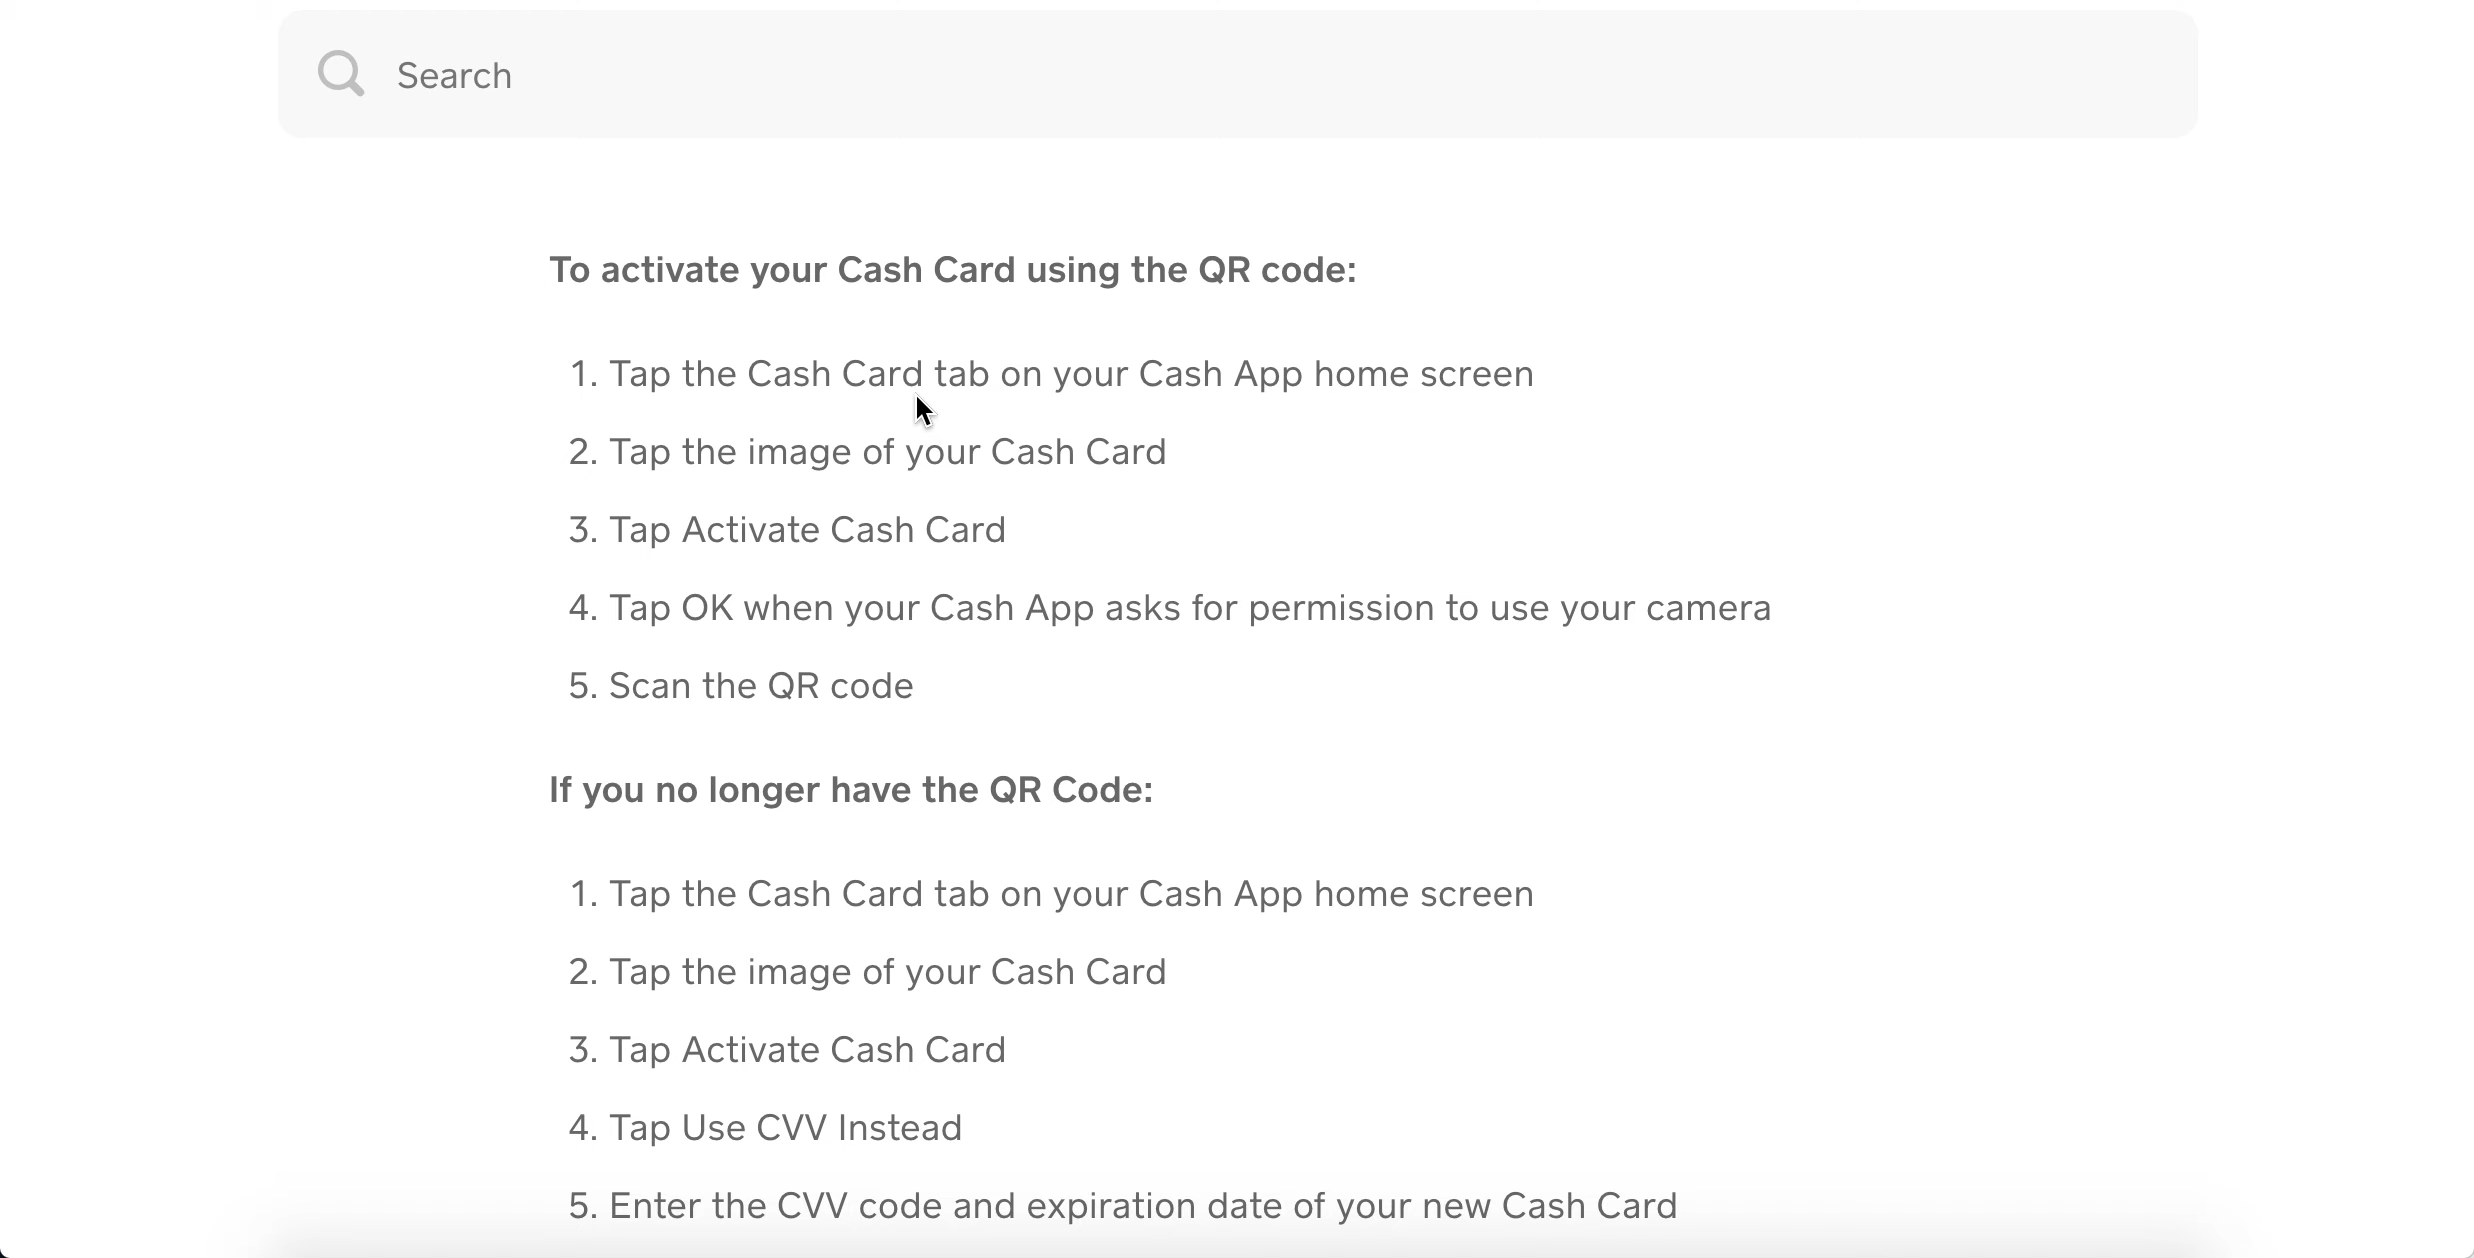 Search
To activate your Cash Card using the QR code:
1. Tap the Cash Card tab on your Cash App home screen
2. Tap the image of your Cash Card
3. Tap Activate Cash Card
4. Tap OK when your Cash App asks for permission to use your camera
5. Scan the QR code
If you no longer have the QR Code:
1. Tap the Cash Card tab on your Cash App home screen
2. Tap the image of your Cash Card
3. Tap Activate Cash Card
4. Tap Use CVV Instead
5. Enter the CVV code and expiration date of your new Cash Card